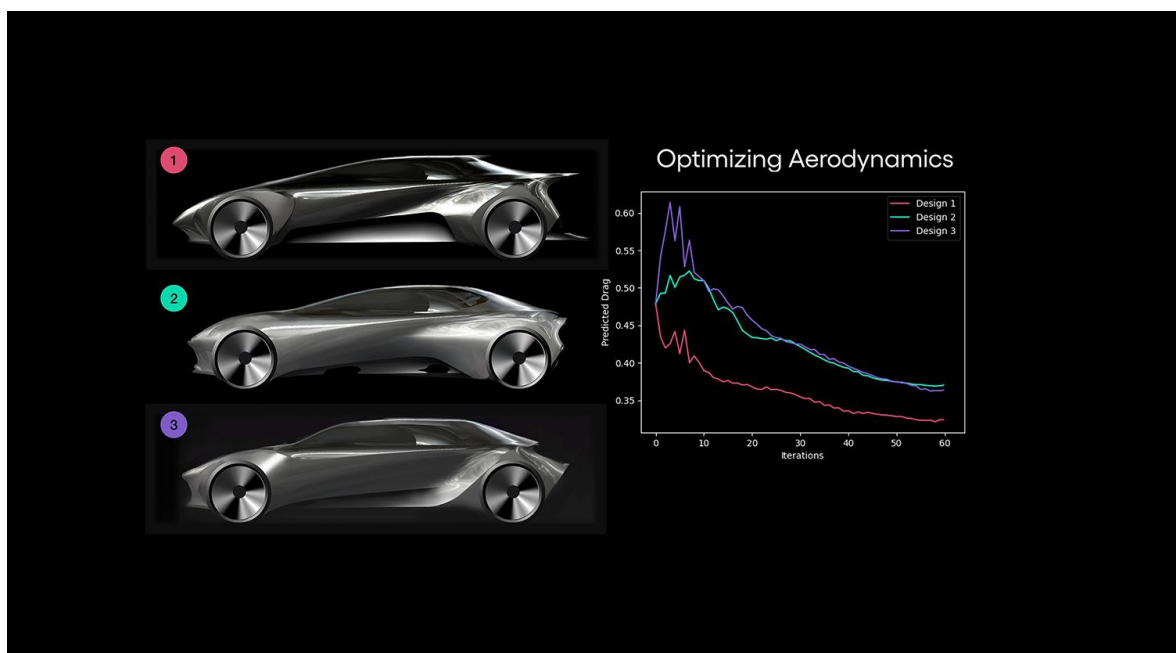 1
2
3
Optimizing Aerodynamics
Design 1
Design 2
Design 3
Predicted Drag
0.60
0.55
0.50
0.45
0.40
0.35
0 10 20 30 40 50 60
Iterations